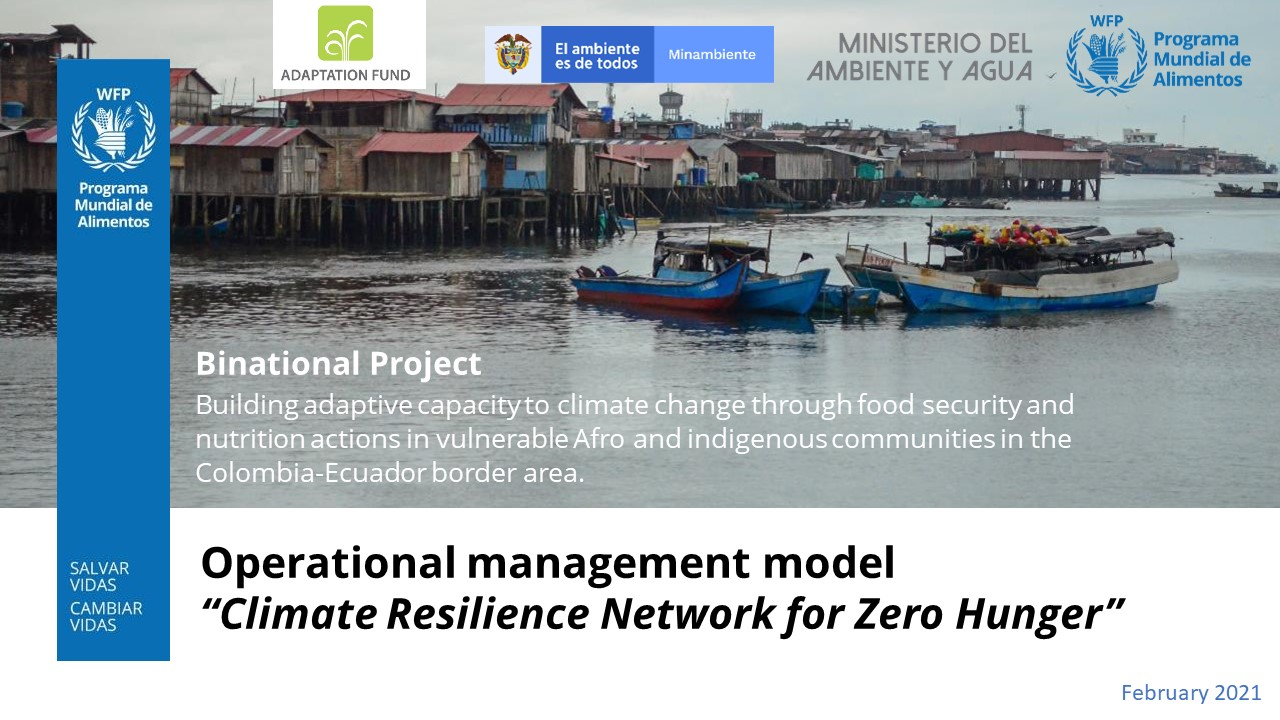 ADAPTATION FUND
El ambiente
es de todos
Minambiente
MINISTERIO DEL
AMBIENTE Y AGUA
WFP
Programa
Mundial de
Alimentos
WFP
Programa
Mundial de
Alimentos
Binational Project
Building adaptive capacity to climate change through food security and
nutrition actions in vulnerable Afro and indigenous communities in the
Colombia-Ecuador border area.
SALVAR
VIDAS
CAMBIAR
VIDAS
Operational management model
“Climate Resilience Network for Zero Hunger”
February 2021